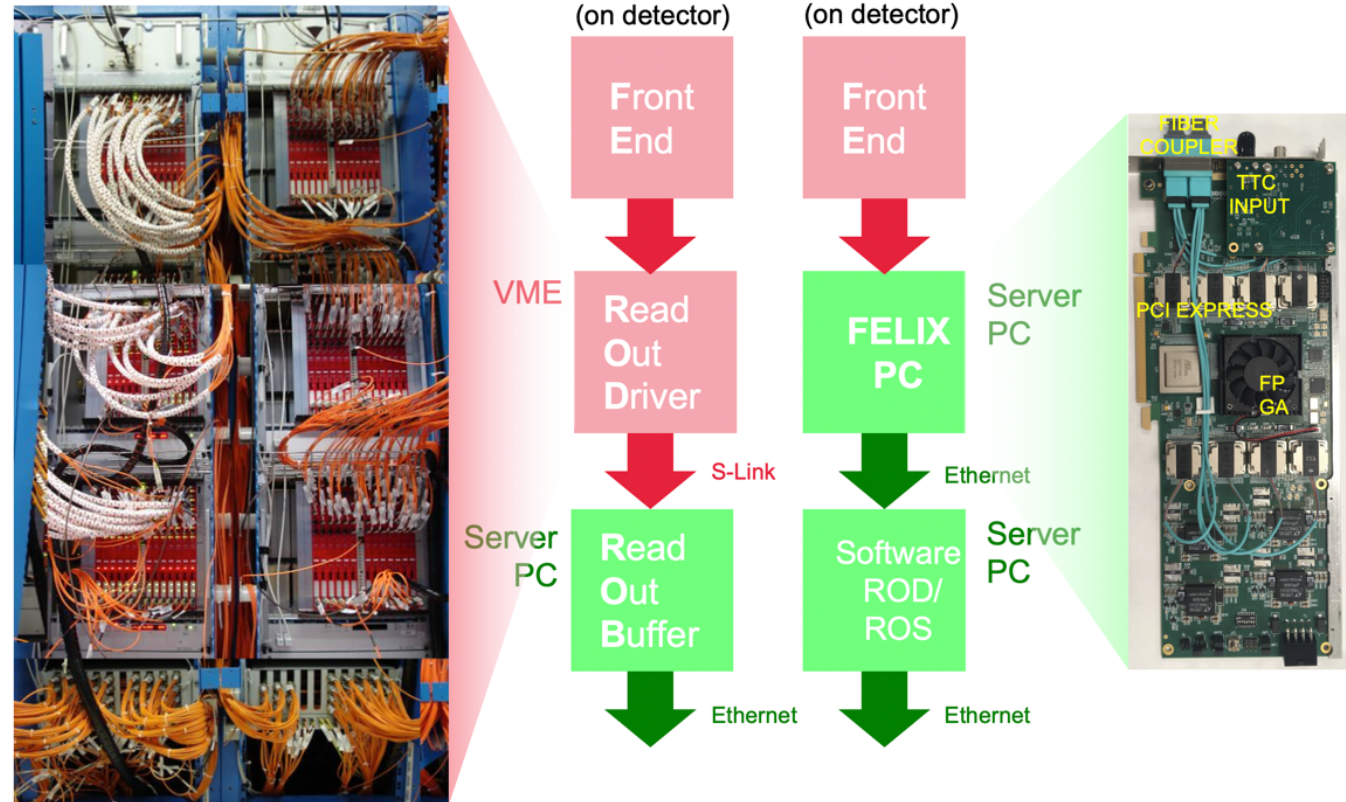 (on detector)
Front
End
VME
Read
Out
Driver
S-Link
Server
PC
Read
Out
Buffer
Ethernet
(on detector)
Front
End
FELIX
PC
Server
PC
Ethernet
Software
ROD/
ROS
Server
PC
Ethernet
FIBER
COUPLER
TTC
INPUT
PCI EXPRESS
FP
GA